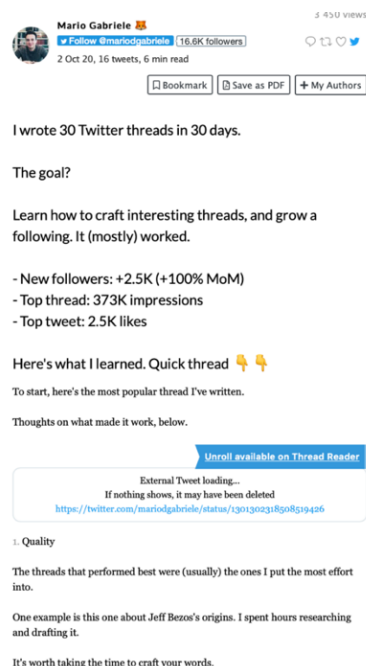 3 450 views
Mario Gabriele 🦊
Follow @mariodgabriele 16.6K followers
2 Oct 20, 16 tweets, 6 min read
Bookmark Save as PDF + My Authors
I wrote 30 Twitter threads in 30 days.
The goal?
Learn how to craft interesting threads, and grow a
following. It (mostly) worked.
- New followers: +2.5K (+100% MoM)
- Top thread: 373K impressions
- Top tweet: 2.5K likes
Here's what I learned. Quick thread 👇 👇
To start, here's the most popular thread I've written.
Thoughts on what made it work, below.
Unroll available on Thread Reader
External Tweet loading...
If nothing shows, it may have been deleted
https://twitter.com/mariodgabriele/status/1301302318508519426
1. Quality
The threads that performed best were (usually) the ones I put the most effort
into.
One example is this one about Jeff Bezos's origins. I spent hours researching
and drafting it.
It's worth taking the time to craft your words.